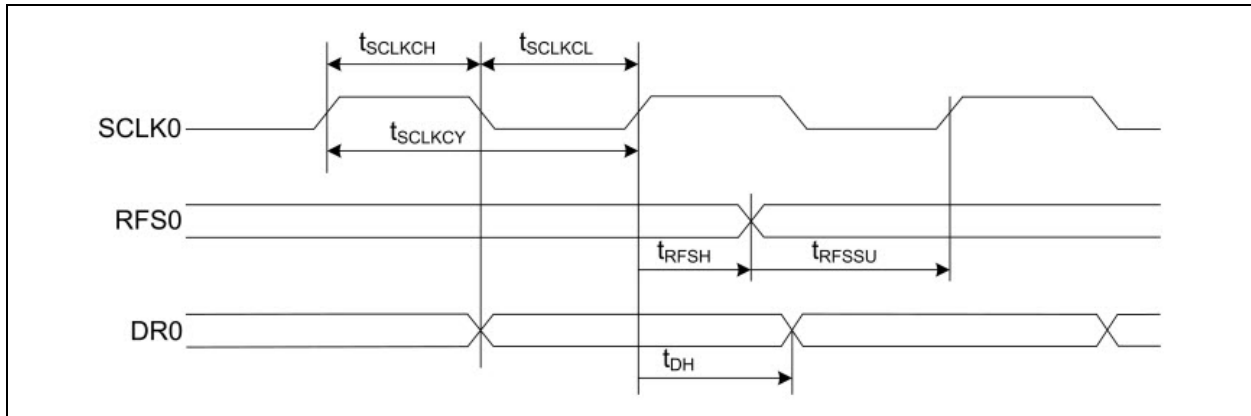 tSCLKCH tSCLKCL
SCLK0
tSCLKCY
RFS0
tRFSH tRFSSU
DR0
tDH